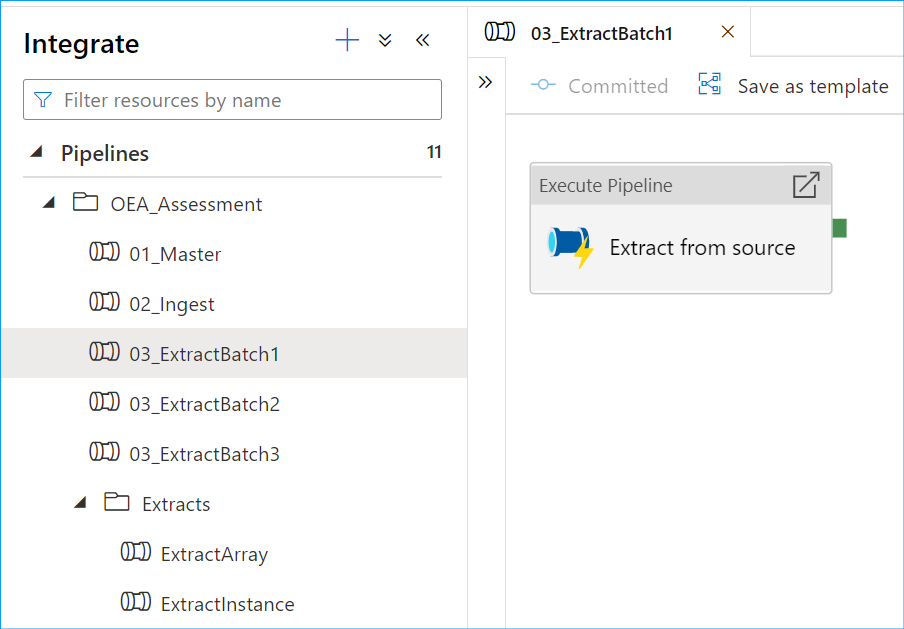 Integrate
Filter resources by name
Pipelines 11
OEA_Assessment
01_Master
02_Ingest
03_ExtractBatch1
03_ExtractBatch2
03_ExtractBatch3
Extracts
ExtractArray
ExtractInstance
03_ExtractBatch1
Committed Save as template
Execute Pipeline
Extract from source